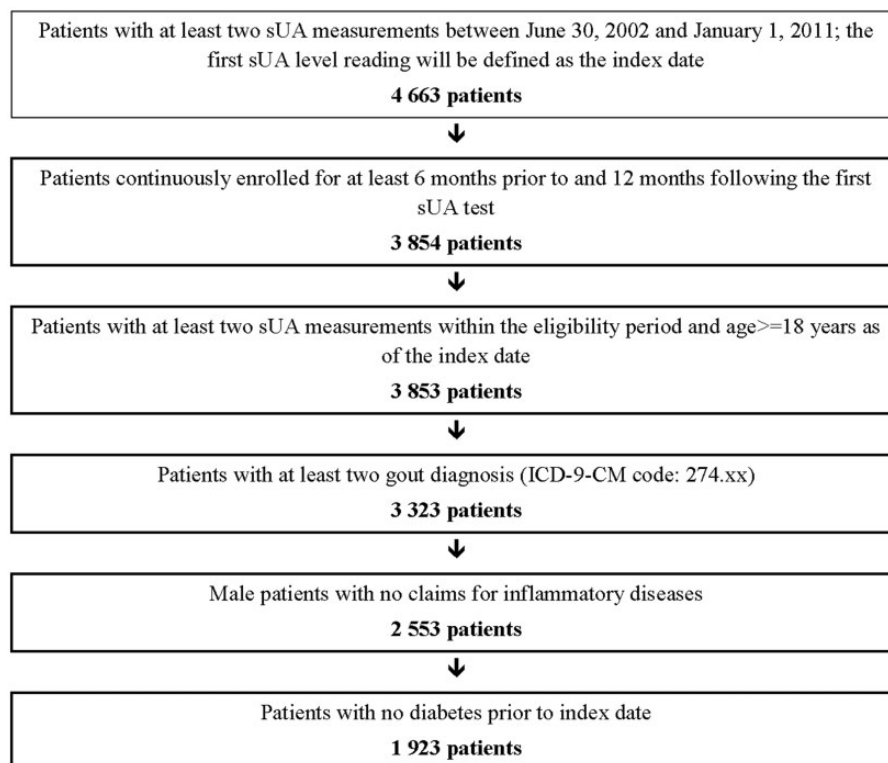 Patients with at least two sUA measurements between June 30, 2002 and January 1, 2011; the
first sUA level reading will be defined as the index date
4 663 patients
Patients continuously enrolled for at least 6 months prior to and 12 months following the first
sUA test
3 854 patients
Patients with at least two sUA measurements within the eligibility period and age>=18 years as
of the index date
3 853 patients
Patients with at least two gout diagnosis (ICD-9-CM code: 274.xx)
3 323 patients
Male patients with no claims for inflammatory diseases
2 553 patients
Patients with no diabetes prior to index date
1 923 patients